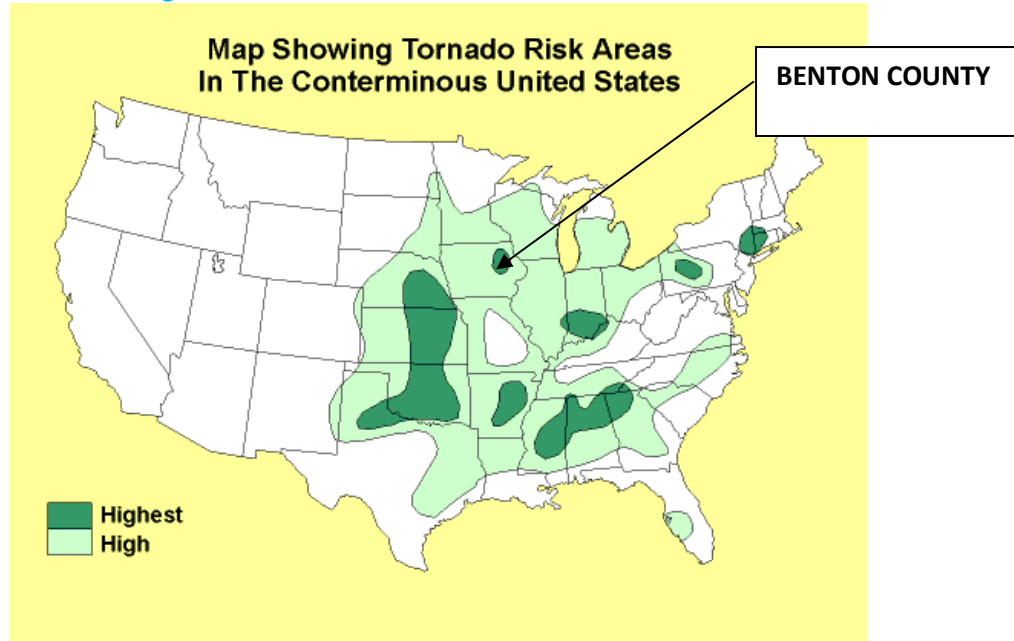 Map Showing Tornado Risk Areas
In The Conterminous United States
BENTON COUNTY
Highest
High